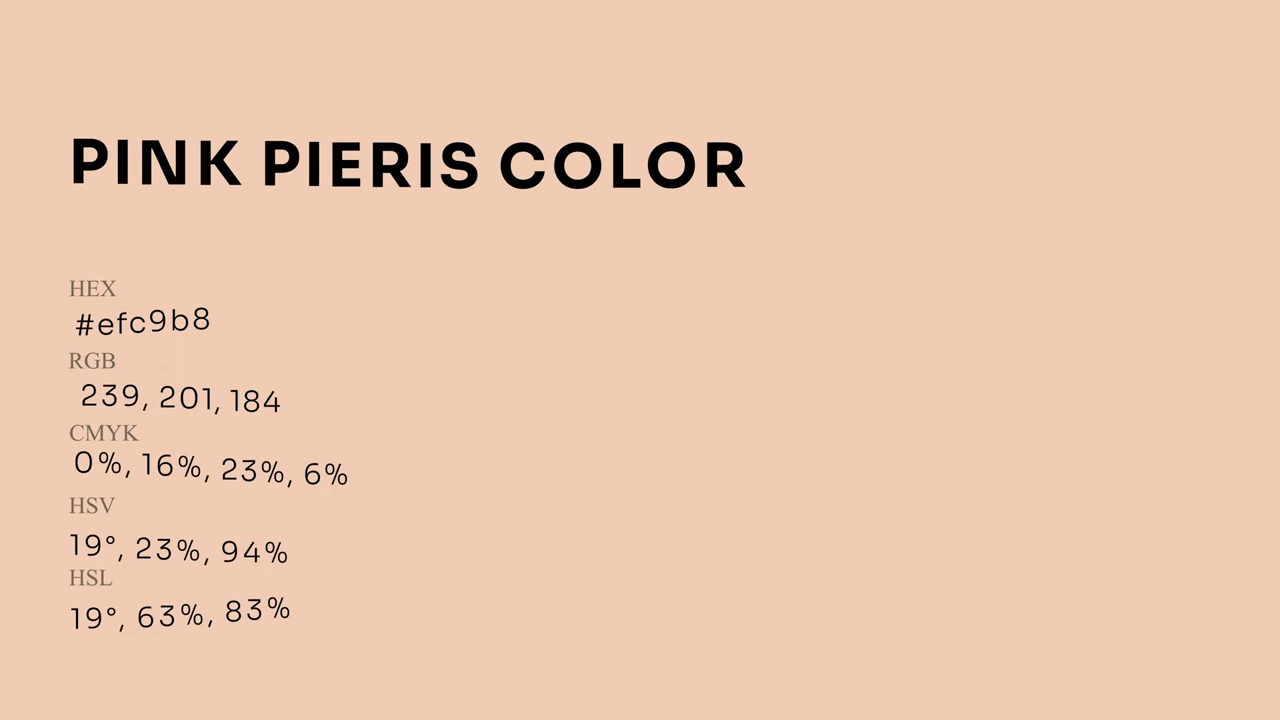 PINK PIERIS COLOR
HEX
#efc9b8
RGB
239, 201, 184
CMYK
0%, 16%, 23%, 6%
HSV
19°, 23%, 94%
HSL
19°, 63%, 83%